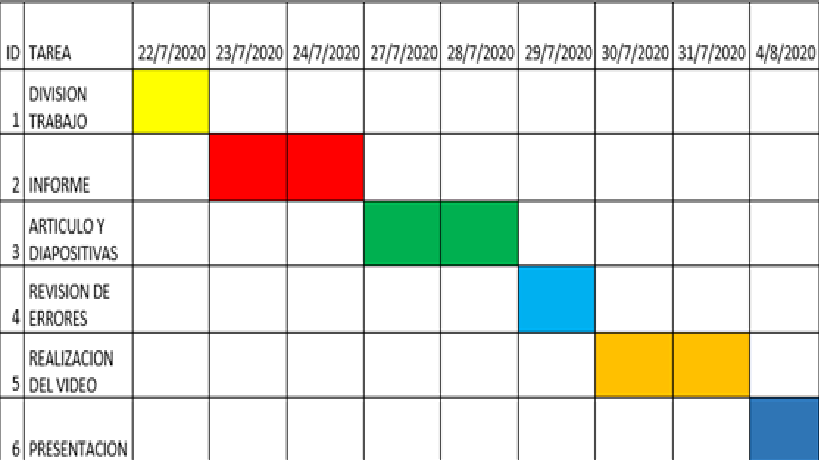 ID TAREA 22/7/2020 23/7/2020 24/7/2020 27/7/2020 28/7/2020 29/7/2020 30/7/2020 31/7/2020 4/8/2020
DIVISION
1 TRABAJO
2 INFORME
ARTICULO Y
3 DIAPOSITIVAS
REVISION DE
4 ERRORES
REALIZACION
5 DEL VIDEO
6 PRESENTACION